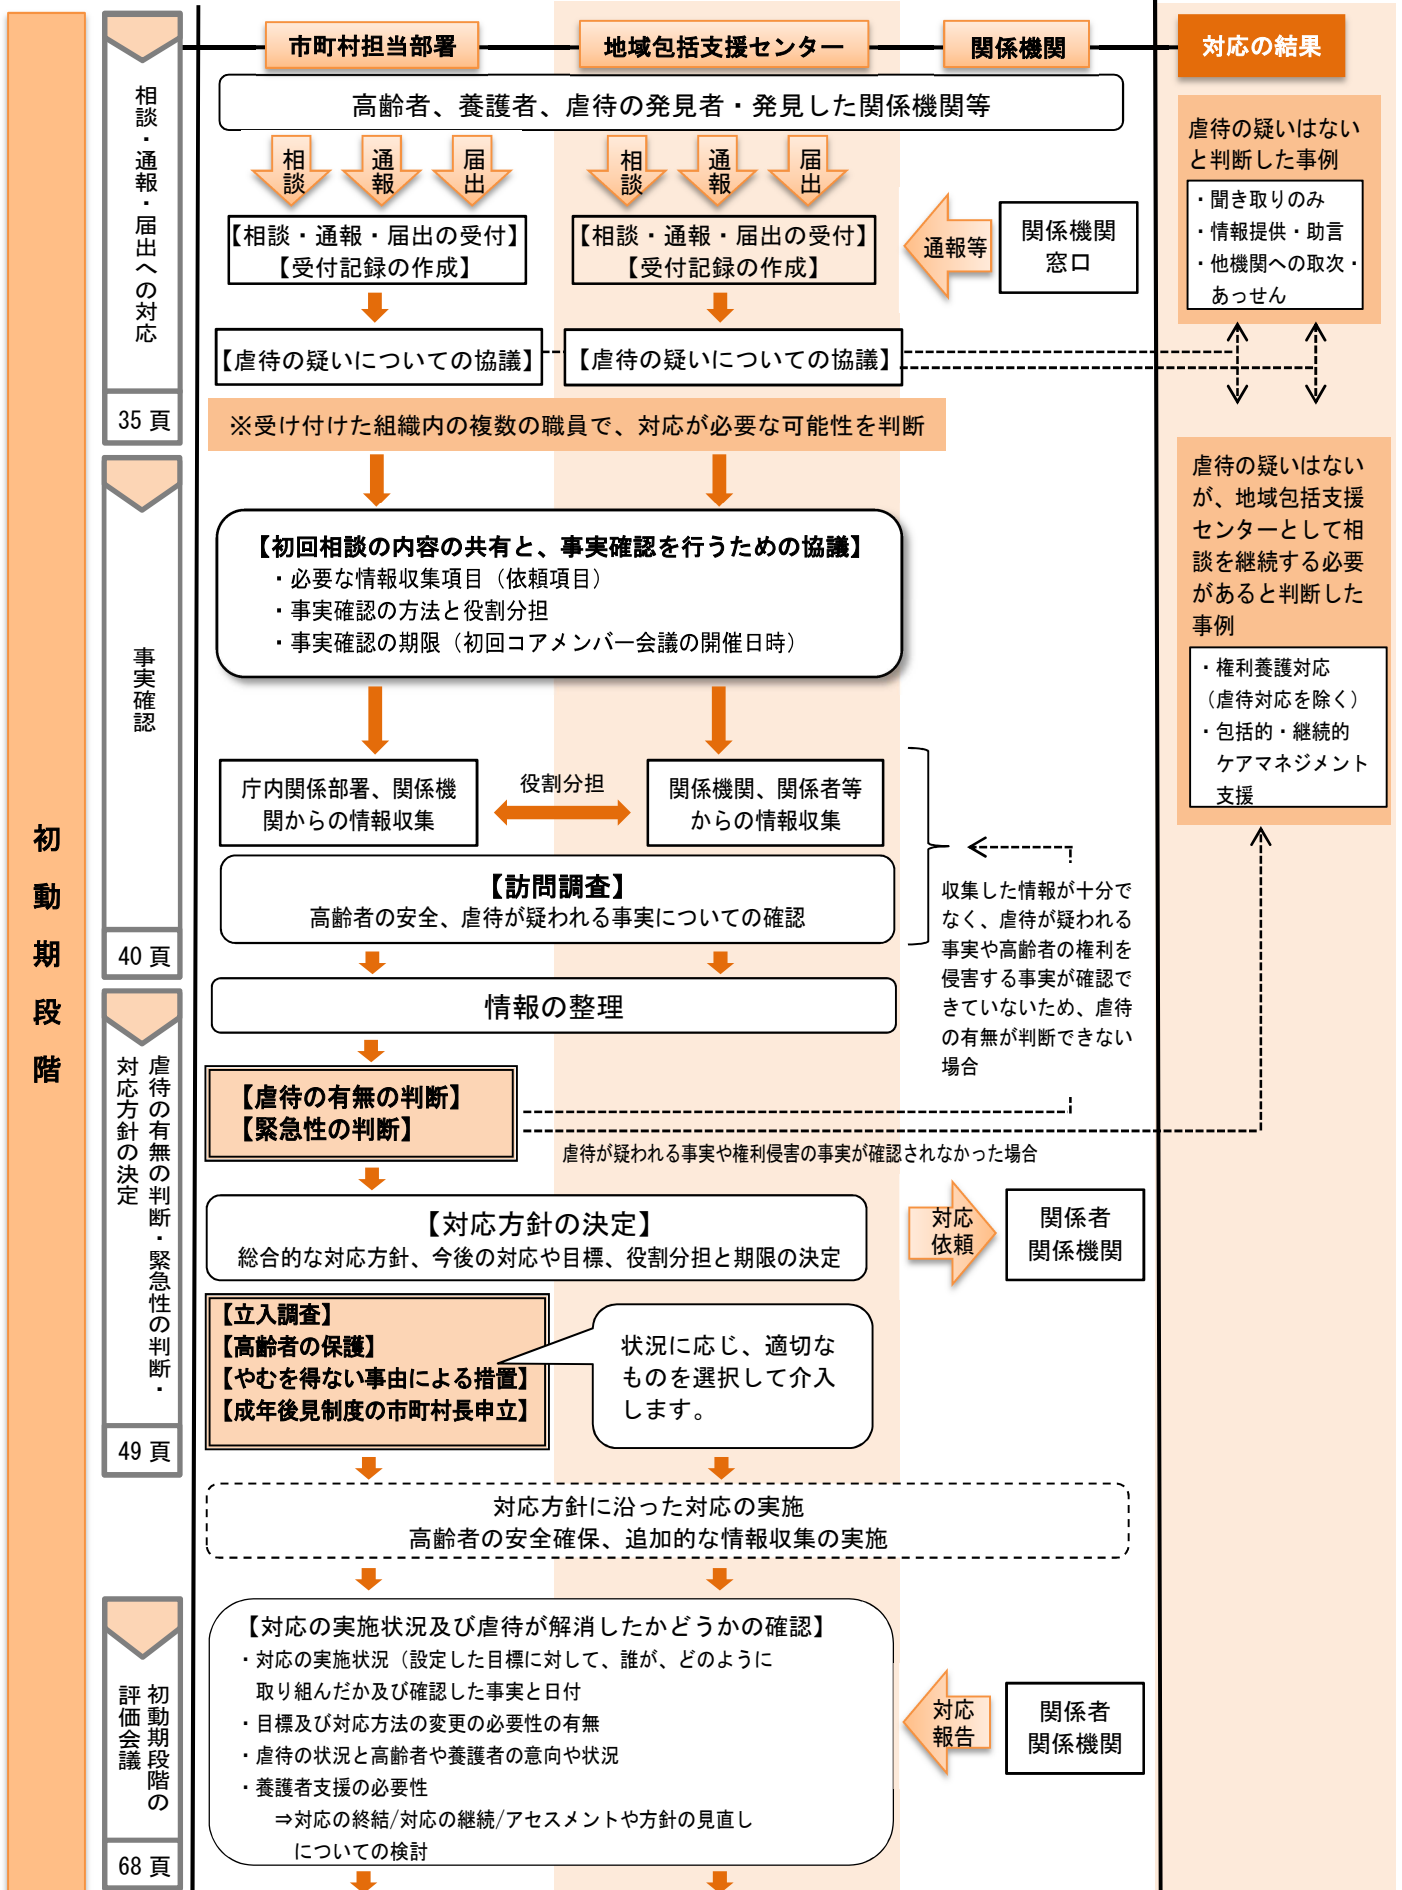 初動期段階
相談・通報・届出への対応
35 頁
事実確認
40 頁
虐待の有無の判断・緊急性の判断・
対応方針の決定
49 頁
初動期段階の
評価会議
68 頁
市町村担当部署
地域包括支援センター
関係機関
対応の結果
高齢者、養護者、虐待の発見者・発見した関係機関等
相談
通報
届出
相談
通報
届出
【相談・通報・届出の受付】
【受付記録の作成】
【相談・通報・届出の受付】
【受付記録の作成】
通報等
関係機関
窓口
【虐待の疑いについての協議】
【虐待の疑いについての協議】
※受け付けた組織内の複数の職員で、対応が必要な可能性を判断
虐待の疑いはない
と判断した事例
・聞き取りのみ
・情報提供・助言
・他機関への取次・
あっせん
虐待の疑いはない
が、地域包括支援
センターとして相
談を継続する必要
があると判断した
事例
・権利養護対応
（虐待対応を除く）
・包括的・継続的
ケアマネジメント
支援
【初回相談の内容の共有と、事実確認を行うための協議】
・必要な情報収集項目（依頼項目）
・事実確認の方法と役割分担
・事実確認の期限（初回コアメンバー会議の開催日時）
庁内関係部署、関係機
関からの情報収集
役割分担
関係機関、関係者等
からの情報収集
【訪問調査】
高齢者の安全、虐待が疑われる事実についての確認
収集した情報が十分で
なく、虐待が疑われる
事実や高齢者の権利を
侵害する事実が確認で
きていないため、虐待
の有無が判断できない
場合
情報の整理
【虐待の有無の判断】
【緊急性の判断】
虐待が疑われる事実や権利侵害の事実が確認されなかった場合
【対応方針の決定】
総合的な対応方針、今後の対応や目標、役割分担と期限の決定
対応
依頼
関係者
関係機関
【立入調査】
【高齢者の保護】
【やむを得ない事由による措置】
【成年後見制度の市町村長申立】
状況に応じ、適切な
ものを選択して介入
します。
対応方針に沿った対応の実施
高齢者の安全確保、追加的な情報収集の実施
【対応の実施状況及び虐待が解消したかどうかの確認】
・対応の実施状況（設定した目標に対して、誰が、どのように
取り組んだか及び確認した事実と日付
・目標及び対応方法の変更の必要性の有無
・虐待の状況と高齢者や養護者の意向や状況
・養護者支援の必要性
⇒対応の終結/対応の継続/アセスメントや方針の見直し
についての検討
対応
報告
関係者
関係機関